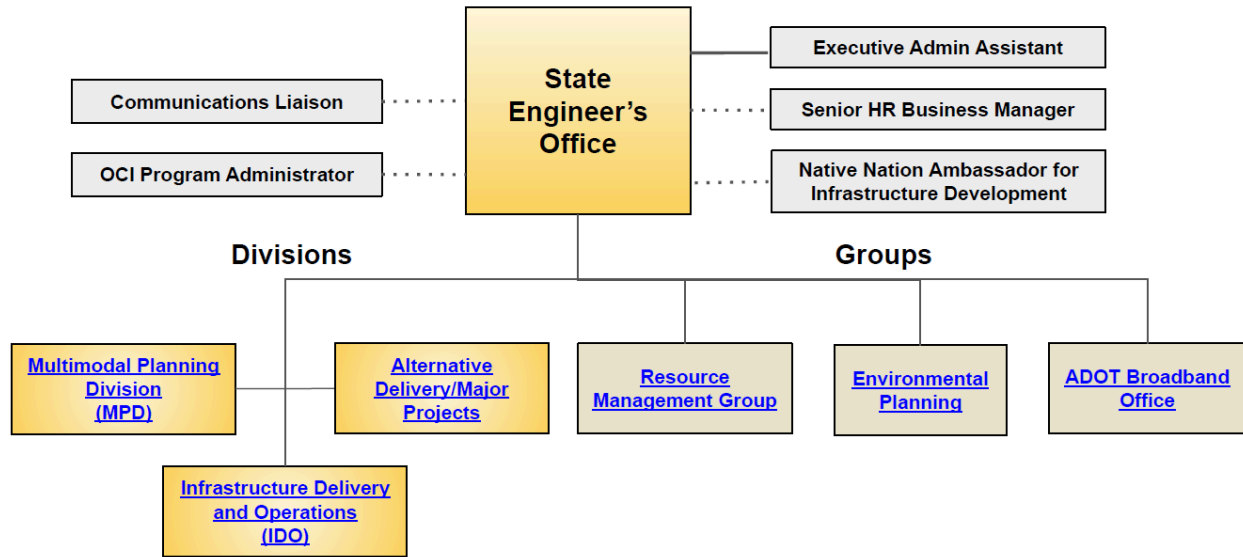 State
Engineer's
Office
Communications Liaison
OCI Program Administrator
Executive Admin Assistant
Senior HR Business Manager
Native Nation Ambassador for
Infrastructure Development
Divisions
Groups
Multimodal Planning
Division
(MPD)
Alternative
Delivery/Major
Projects
Infrastructure Delivery
and Operations
(IDO)
Resource
Management Group
Environmental
Planning
ADOT Broadband
Office